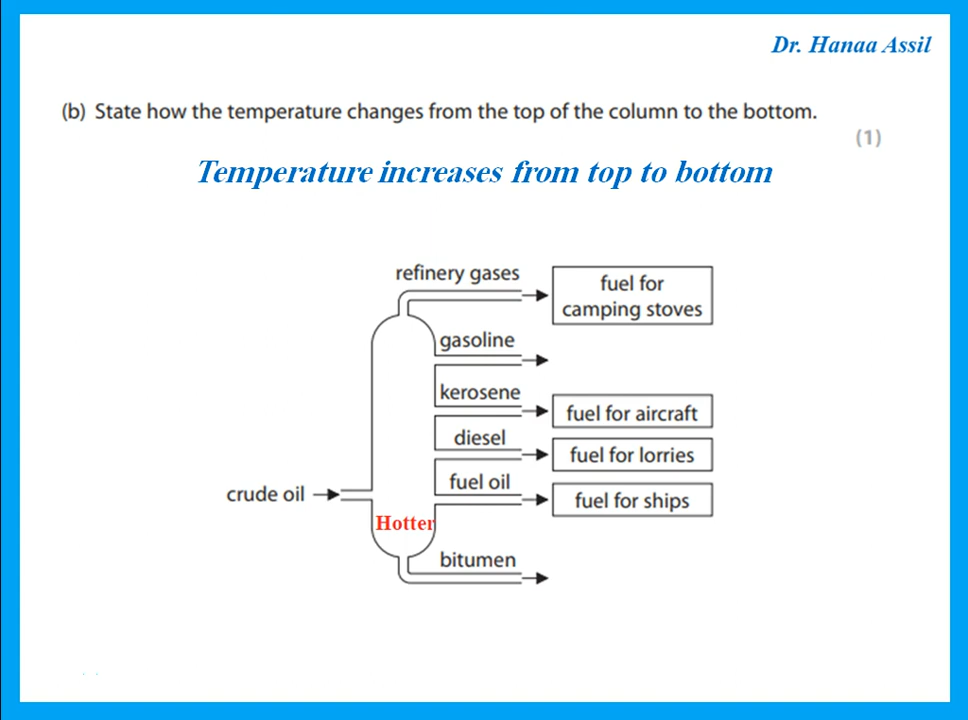 Dr. Hanaa Assil
(b) State how the temperature changes from the top of the column to the bottom.
(1)
Temperature increases from top to bottom
refinery gases
fuel for
camping stoves
gasoline
kerosene
fuel for aircraft
diesel
fuel for lorries
fuel oil
crude oil
fuel for ships
Hotter
bitumen